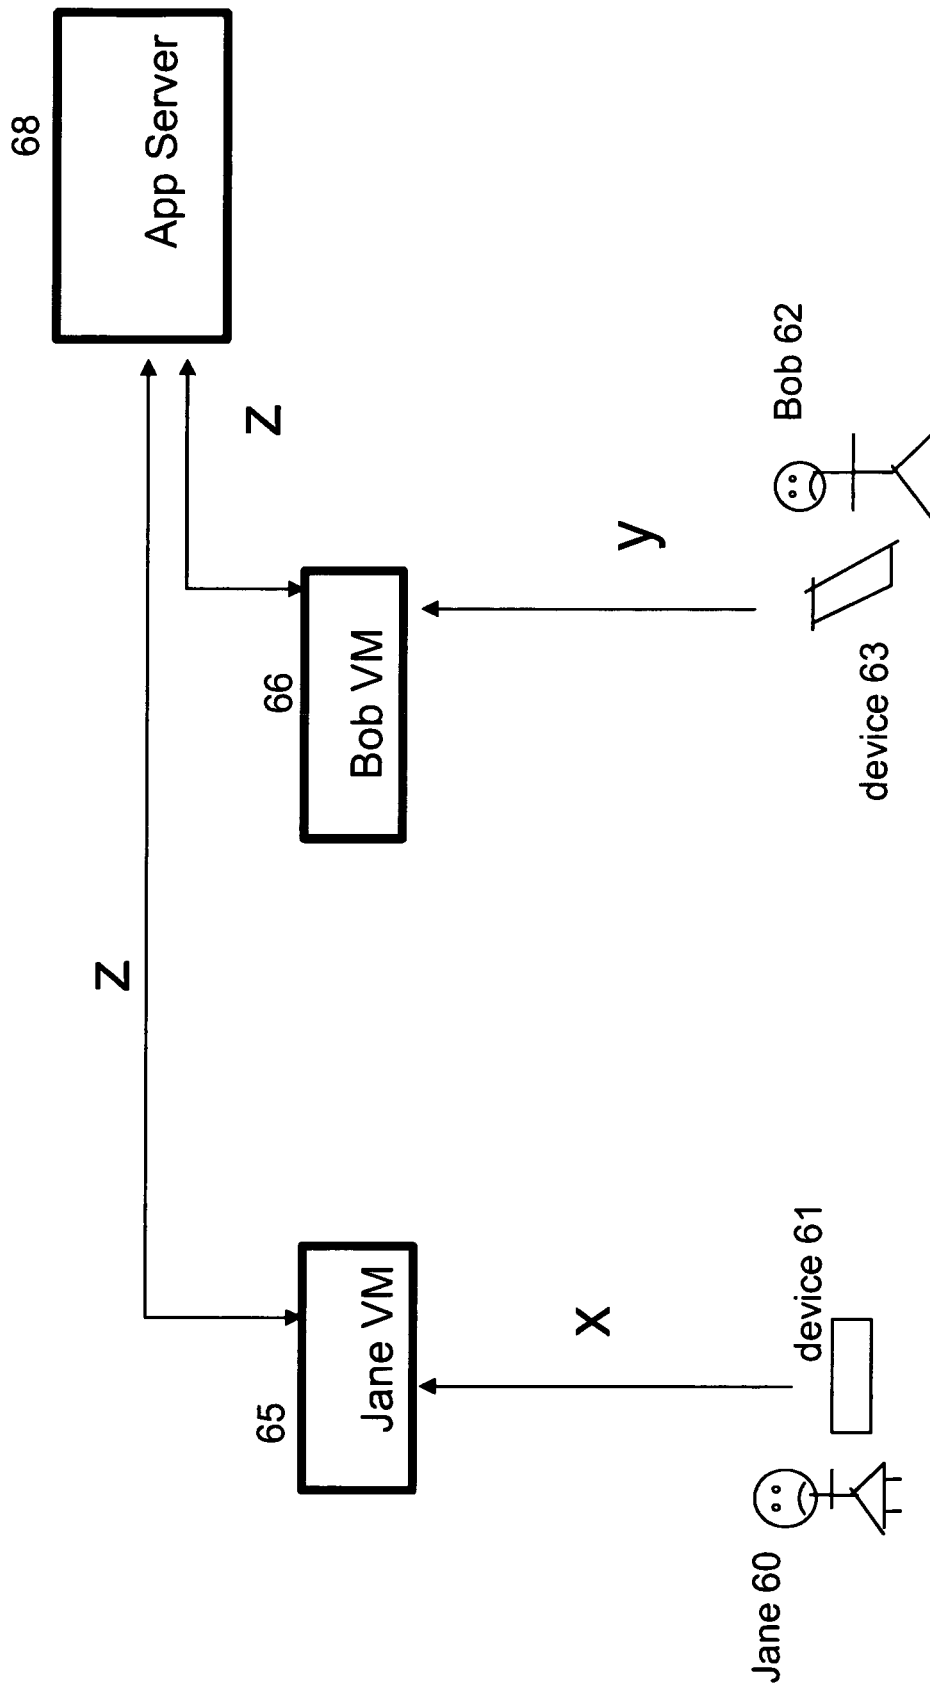 68
App Server
Z
Z
66
Bob VM
65
Jane VM
y
x
Bob 62
device 63
device 61
Jane 60